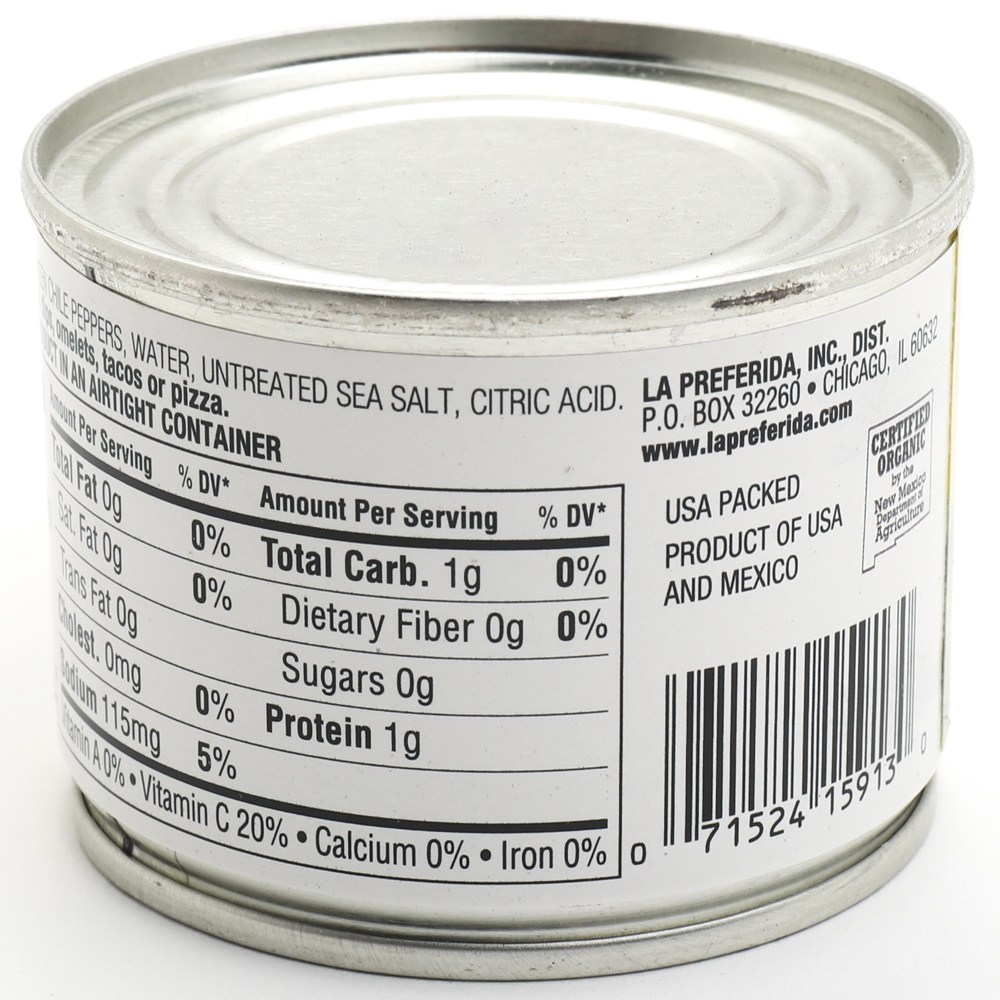 CHILE PEPPERS, WATER, UNTREATED SEA SALT, CITRIC ACID.
omelets, tacos or pizza.
IN AN AIRTIGHT CONTAINER
Amount Per Serving % DV*
Total Fat 0g 0%
Sat. Fat 0g 0%
Trans Fat 0g
Cholest. 0mg 0%
Sodium 115mg 5%
Amount Per Serving % DV*
Total Carb. 1g 0%
Dietary Fiber 0g 0%
Sugars 0g
Protein 1g
Vitamin A 0% • Vitamin C 20% • Calcium 0% • Iron 0%
LA PREFERIDA, INC., DIST.
P.O. BOX 32260 • CHICAGO, IL 60632
www.lapreferida.com
USA PACKED
PRODUCT OF USA
AND MEXICO
CERTIFIED
ORGANIC
by the
New Mexico
Department of
Agriculture
0 71524 15913 0